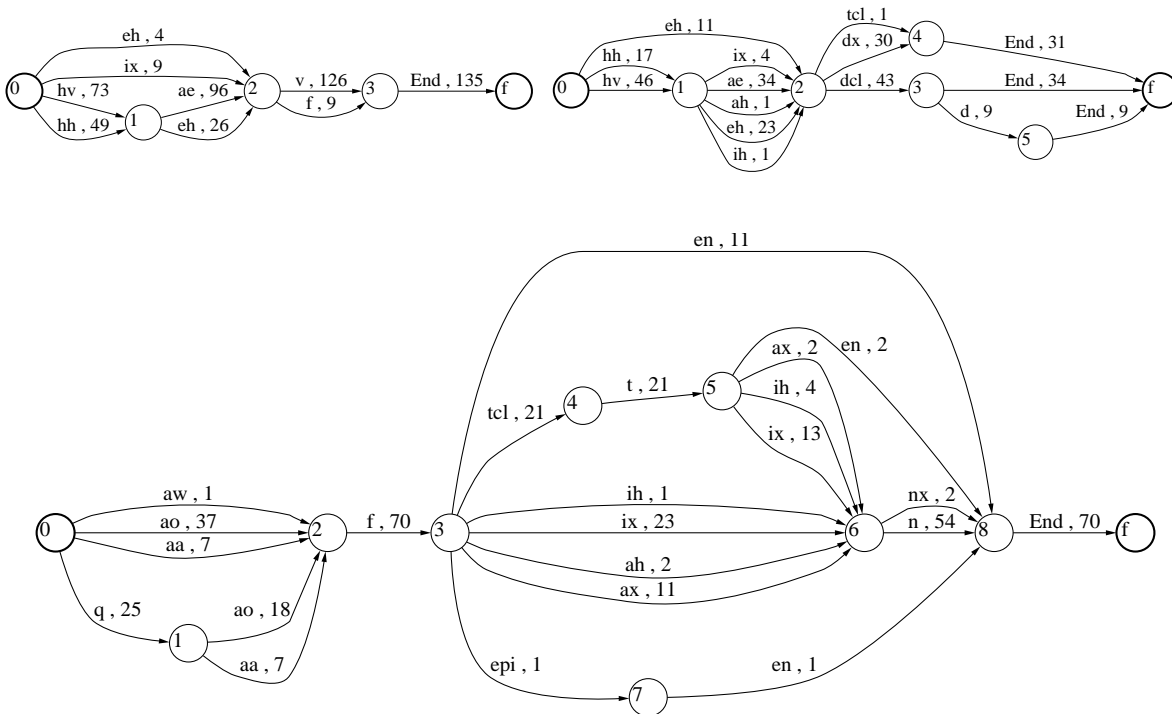 eh , 4
ix , 9
hv , 73
ae , 96
hh , 49
eh , 26
v , 126
f , 9
End , 135
0
1
2
3
f
eh , 11
hh , 17
hv , 46
ix , 4
ae , 34
ah , 1
eh , 23
ih , 1
tcl , 1
dx , 30
dcl , 43
End , 31
End , 34
d , 9
End , 9
0
1
2
3
4
5
f
en , 11
tcl , 21
t , 21
ax , 2
en , 2
ih , 4
ix , 13
aw , 1
ao , 37
aa , 7
f , 70
ih , 1
ix , 23
ah , 2
ax , 11
nx , 2
n , 54
End , 70
q , 25
ao , 18
aa , 7
epi , 1
en , 1
0
1
2
3
4
5
6
7
8
f